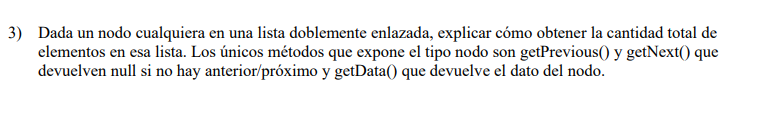 3) Dada un nodo cualquiera en una lista doblemente enlazada, explicar cómo obtener la cantidad total de
elementos en esa lista. Los únicos métodos que expone el tipo nodo son getPrevious() y getNext() que
devuelven null si no hay anterior/próximo y getData() que devuelve el dato del nodo.